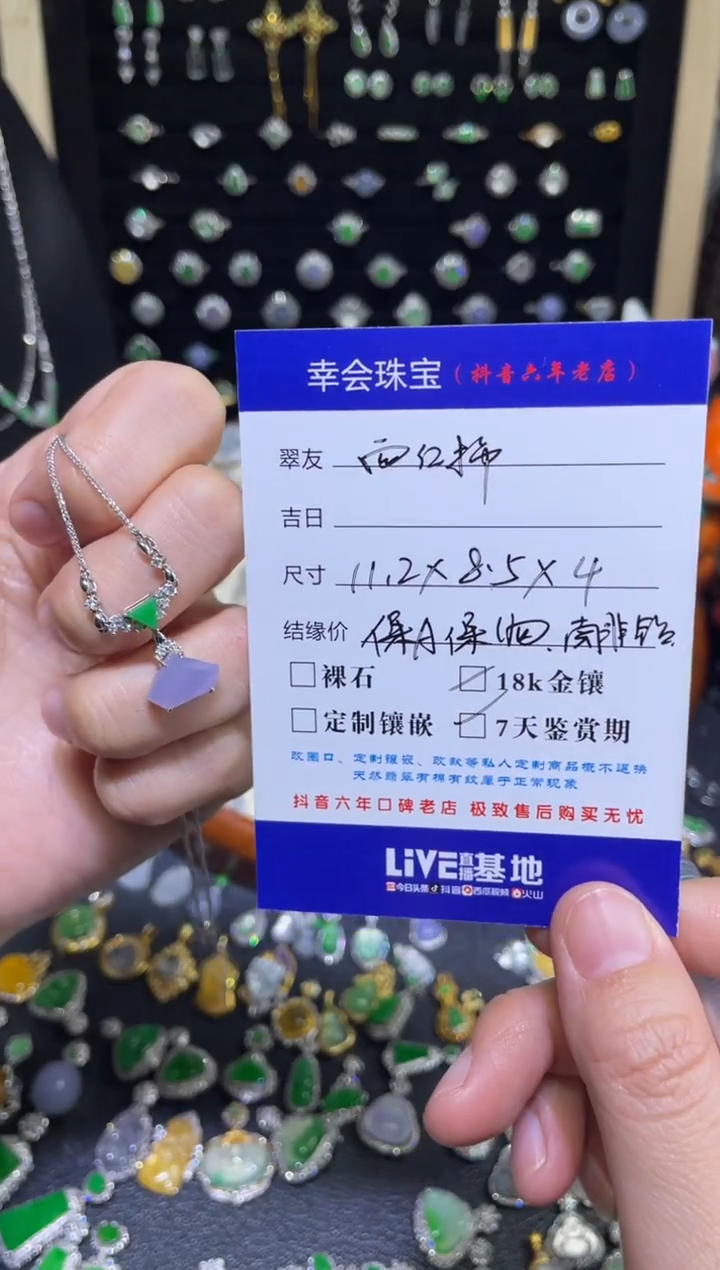 幸会珠宝（抖音六年老店）
翠友
吉日
尺寸 11.2×8.5×4
结缘价 保A保 南非钻
☐裸石 ☑18k金镶
☐定制镶嵌 ☑7天鉴赏期
改圈口、定制镶嵌、改款等私人定制商品概不退换
天然翡翠有棉有纹属于正常现象
抖音六年口碑老店 极致售后购买无忧
LiVE直播基地
今日头条 抖音 西瓜视频 火山